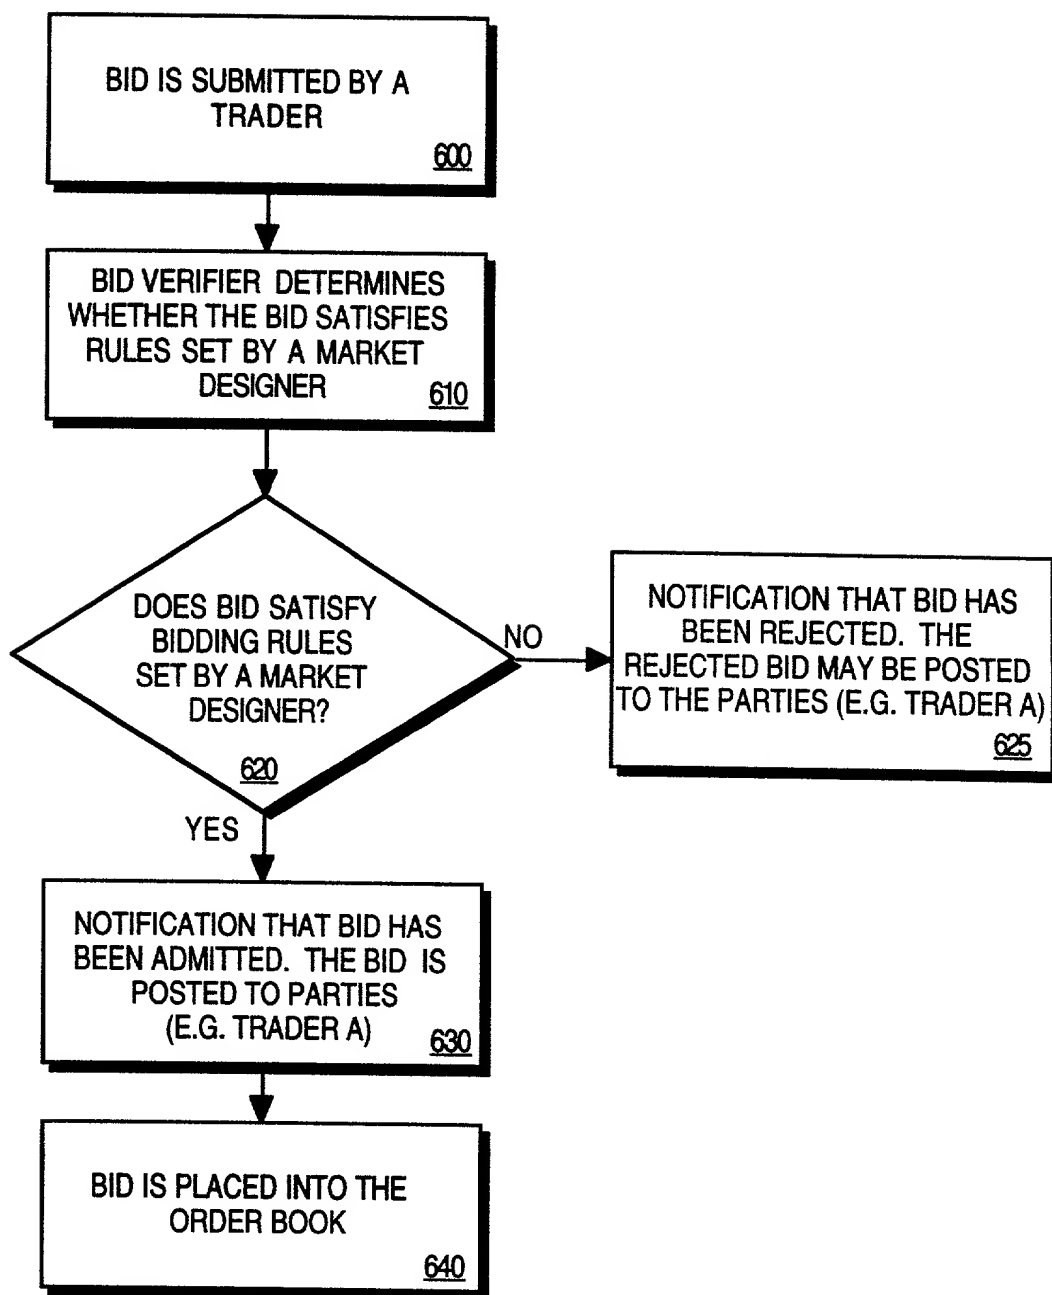 BID IS SUBMITTED BY A
TRADER
600
BID VERIFIER DETERMINES
WHETHER THE BID SATISFIES
RULES SET BY A MARKET
DESIGNER
610
DOES BID SATISFY
BIDDING RULES
SET BY A MARKET
DESIGNER?
620
NO
NOTIFICATION THAT BID HAS
BEEN REJECTED. THE
REJECTED BID MAY BE POSTED
TO THE PARTIES (E.G. TRADER A)
625
YES
NOTIFICATION THAT BID HAS
BEEN ADMITTED. THE BID IS
POSTED TO PARTIES
(E.G. TRADER A)
630
BID IS PLACED INTO THE
ORDER BOOK
640